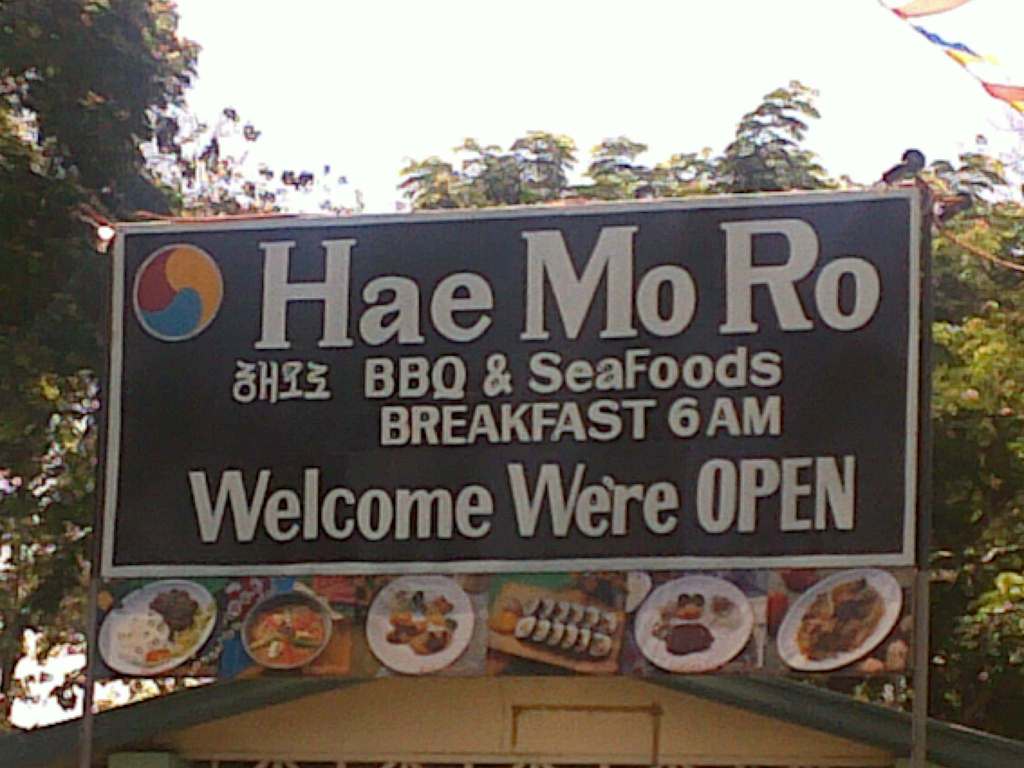 Hae Mo Ro
해모로 BBQ & SeaFoods
BREAKFAST 6 AM
Welcome We're OPEN